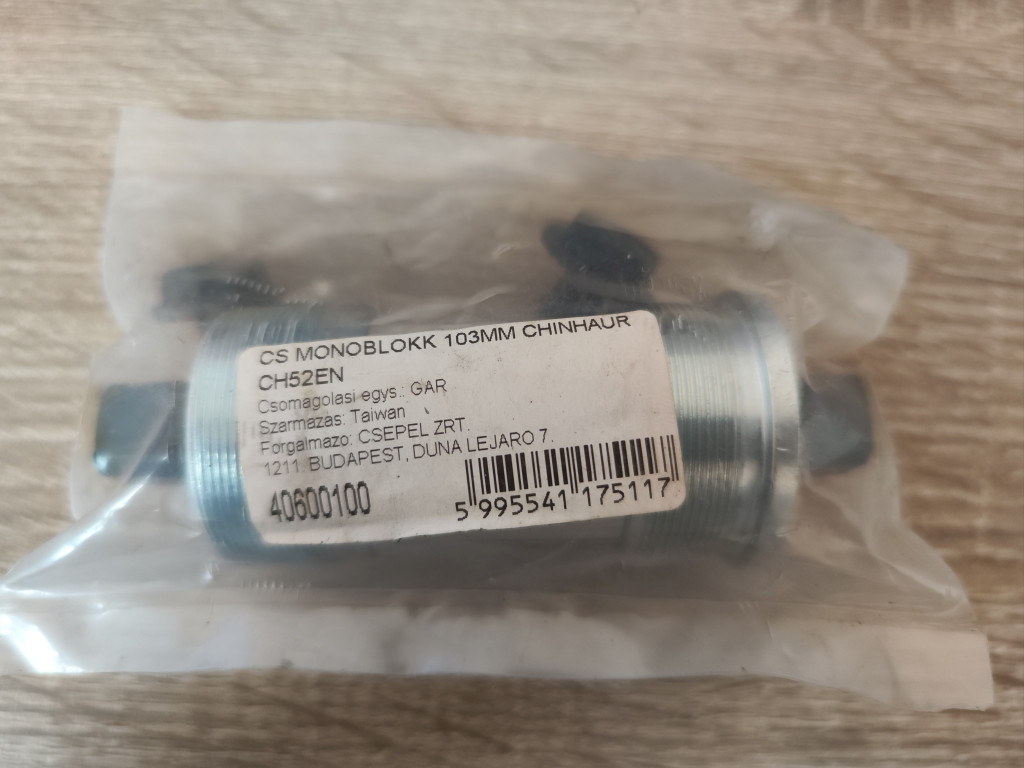 CS MONOBLOKK 103MM CHINHAUR
CH52EN
Csomagolasi egys.: GAR
Szarmazas: Taiwan
Forgalmazo: CSEPEL ZRT.
1211. BUDAPEST, DUNA LEJARO 7.
40600100
5 995541 175117